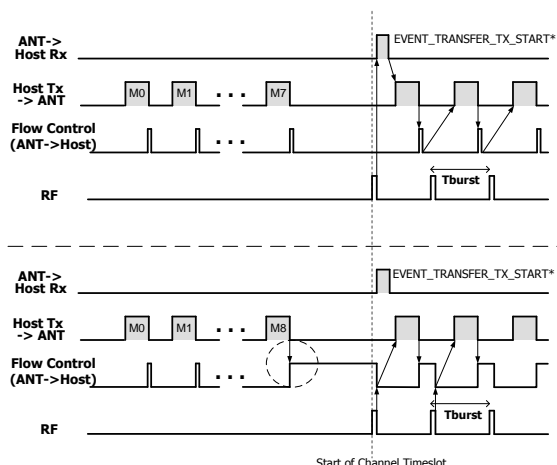 ANT->
Host Rx
EVENT_TRANSFER_TX_START*
Host Tx
-> ANT
M0 M1 . . . M7
Flow Control
(ANT->Host)
. . .
Tburst
RF
ANT->
Host Rx
EVENT_TRANSFER_TX_START*
Host Tx
-> ANT
M0 M1 . . . M8
Flow Control
(ANT->Host)
. . .
Tburst
RF
Start of Channel Timeslot